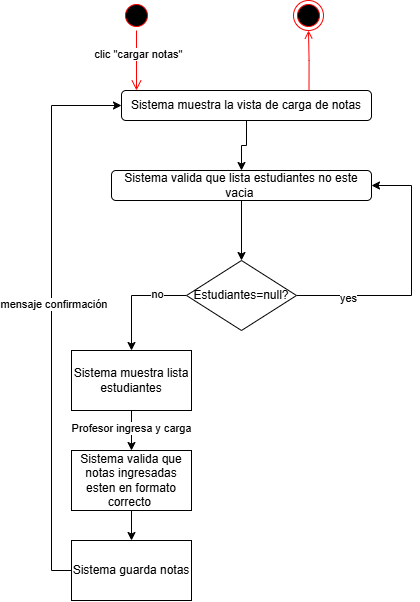 clic "cargar notas"
Sistema muestra la vista de carga de notas
Sistema valida que lista estudiantes no este
vacia
Estudiantes=null?
no
yes
mensaje confirmación
Sistema muestra lista
estudiantes
Profesor ingresa y carga
Sistema valida que
notas ingresadas
esten en formato
correcto
Sistema guarda notas